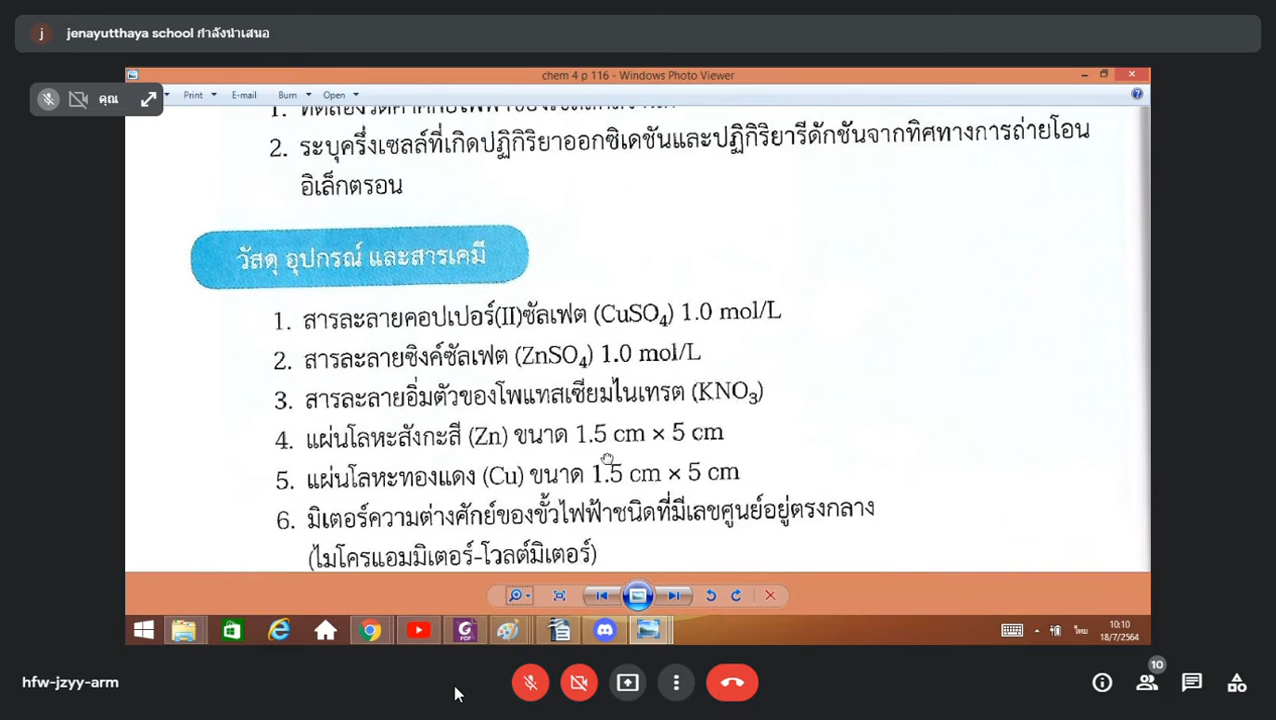 j jenayutthaya school กำลังนำเสนอ
chem 4 p 116 - Windows Photo Viewer
คุณ
Print E-mail Burn Open
1.
2. ระบุครึ่งเซลล์ที่เกิดปฏิกิริยาออกซิเดชันและปฏิกิริยารีดักชันจากทิศทางการถ่ายโอน
อิเล็กตรอน
วัสดุ อุปกรณ์ และสารเคมี
1. สารละลายคอปเปอร์(II)ซัลเฟต (CuSO₄) 1.0 mol/L
2. สารละลายซิงค์ซัลเฟต (ZnSO₄) 1.0 mol/L
3. สารละลายอิ่มตัวของโพแทสเซียมไนเทรต (KNO₃)
4. แผ่นโลหะสังกะสี (Zn) ขนาด 1.5 cm × 5 cm
5. แผ่นโลหะทองแดง (Cu) ขนาด 1.5 cm × 5 cm
6. มิเตอร์ความต่างศักย์ของขั้วไฟฟ้าชนิดที่มีเลขศูนย์อยู่ตรงกลาง
(ไมโครแอมมิเตอร์-โวลต์มิเตอร์)
PDF
ไทย
10:10
18/7/2564
hfw-jzyy-arm
10